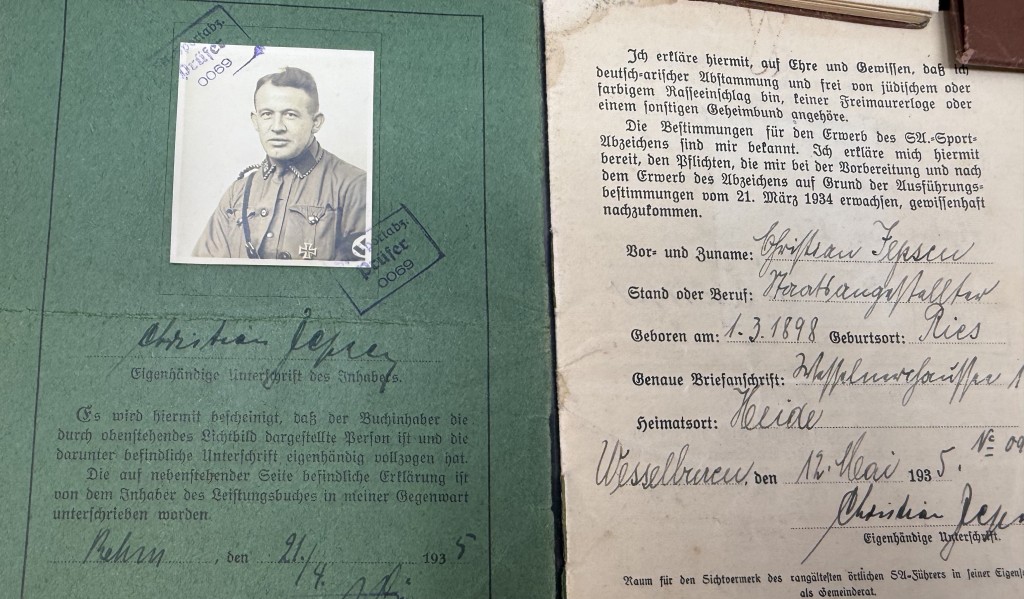 Sportabz.
Prüfer
0069
Sportabz.
Prüfer
0069
Christian Jepsen
Eigenhändige Unterschrift des Inhabers.
Es wird hiermit bescheinigt, daß der Buchinhaber die
durch obenstehendes Lichtbild dargestellte Person ist und die
darunter befindliche Unterschrift eigenhändig vollzogen hat.
Die auf nebenstehender Seite befindliche Erklärung ist
von dem Inhaber des Leistungsbuches in meiner Gegenwart
unterschrieben worden.
Rehm, den 21./4. 1935
Ich erkläre hiermit, auf Ehre und Gewissen, daß ich
deutsch-arischer Abstammung und frei von jüdischem oder
farbigem Rasseeinschlag bin, keiner Freimaurerloge oder
einem sonstigen Geheimbund angehöre.
Die Bestimmungen für den Erwerb des SA.-Sport-
Abzeichens sind mir bekannt. Ich erkläre mich hiermit
bereit, den Pflichten, die mir bei der Vorbereitung und nach
dem Erwerb des Abzeichens auf Grund der Ausführungs-
bestimmungen vom 21. März 1934 erwachsen, gewissenhaft
nachzukommen.
Vor- und Zuname: Christian Jepsen
Stand oder Beruf: Staatsangestellter
Geboren am: 1.3.1898 Geburtsort: Ries
Genaue Briefanschrift:
Heimatsort: Heide
Wesselburen, den 12. Mai 1935.
Christian Jepsen
Eigenhändige Unterschrift.
Raum für den Sichtvermerk des rangältesten örtlichen SA-Führers in seiner
als Gemeinderat.